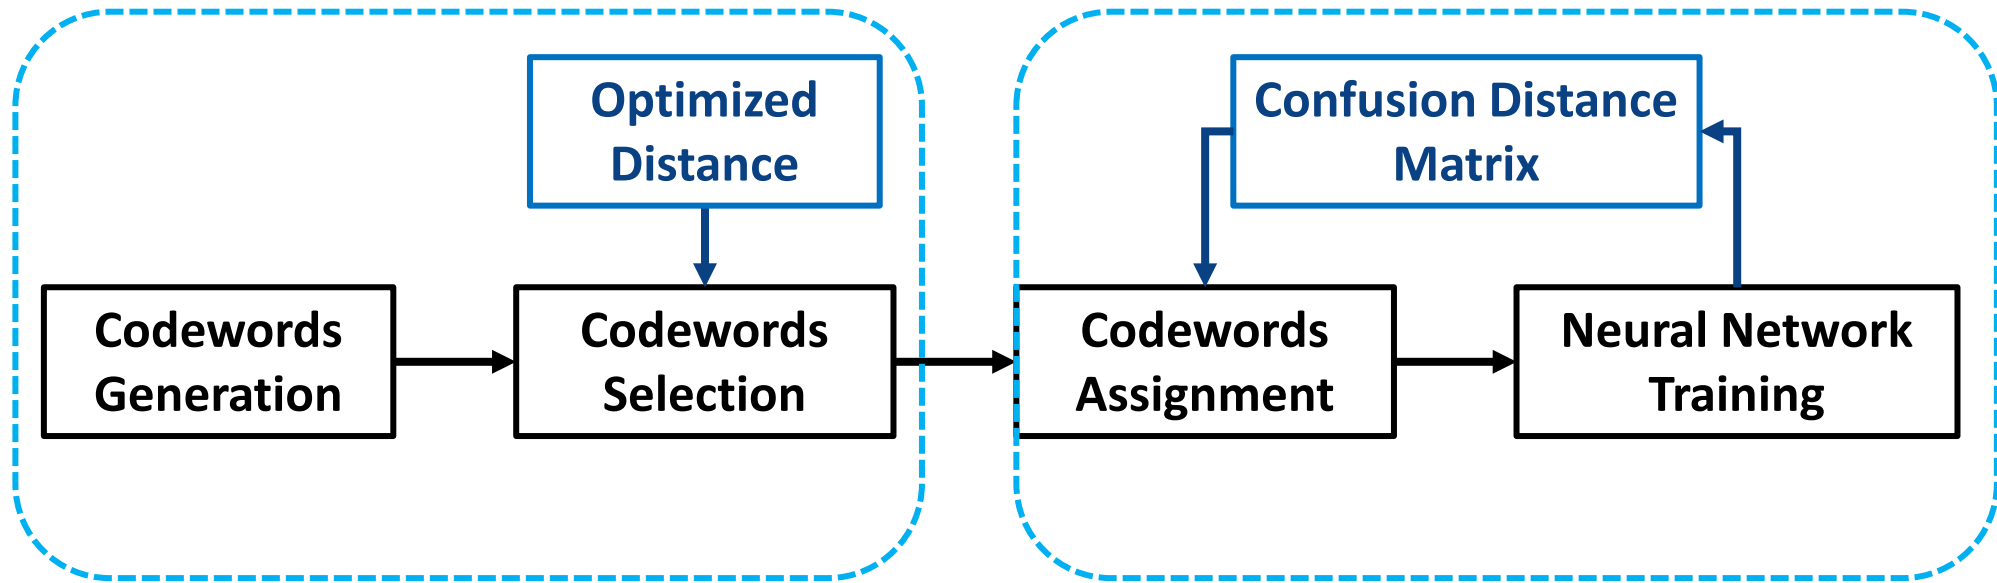 Optimized
Distance
Confusion Distance
Matrix
Codewords
Generation
Codewords
Selection
Codewords
Assignment
Neural Network
Training